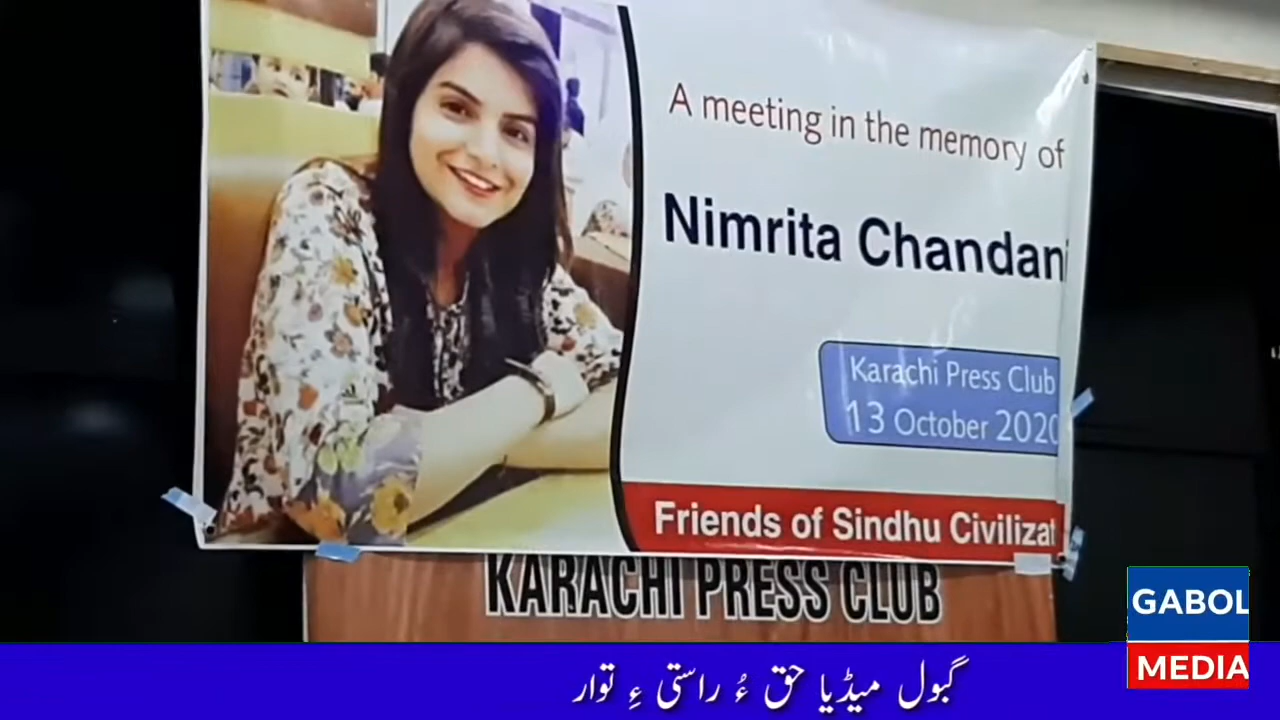 A meeting in the memory of
Nimrita Chandani
Karachi Press Club
13 October 2020
Friends of Sindhu Civilizat
KARACHI PRESS CLUB
GABOL
MEDIA
گبول میڈیا حق ءُ راستی ءِ توار